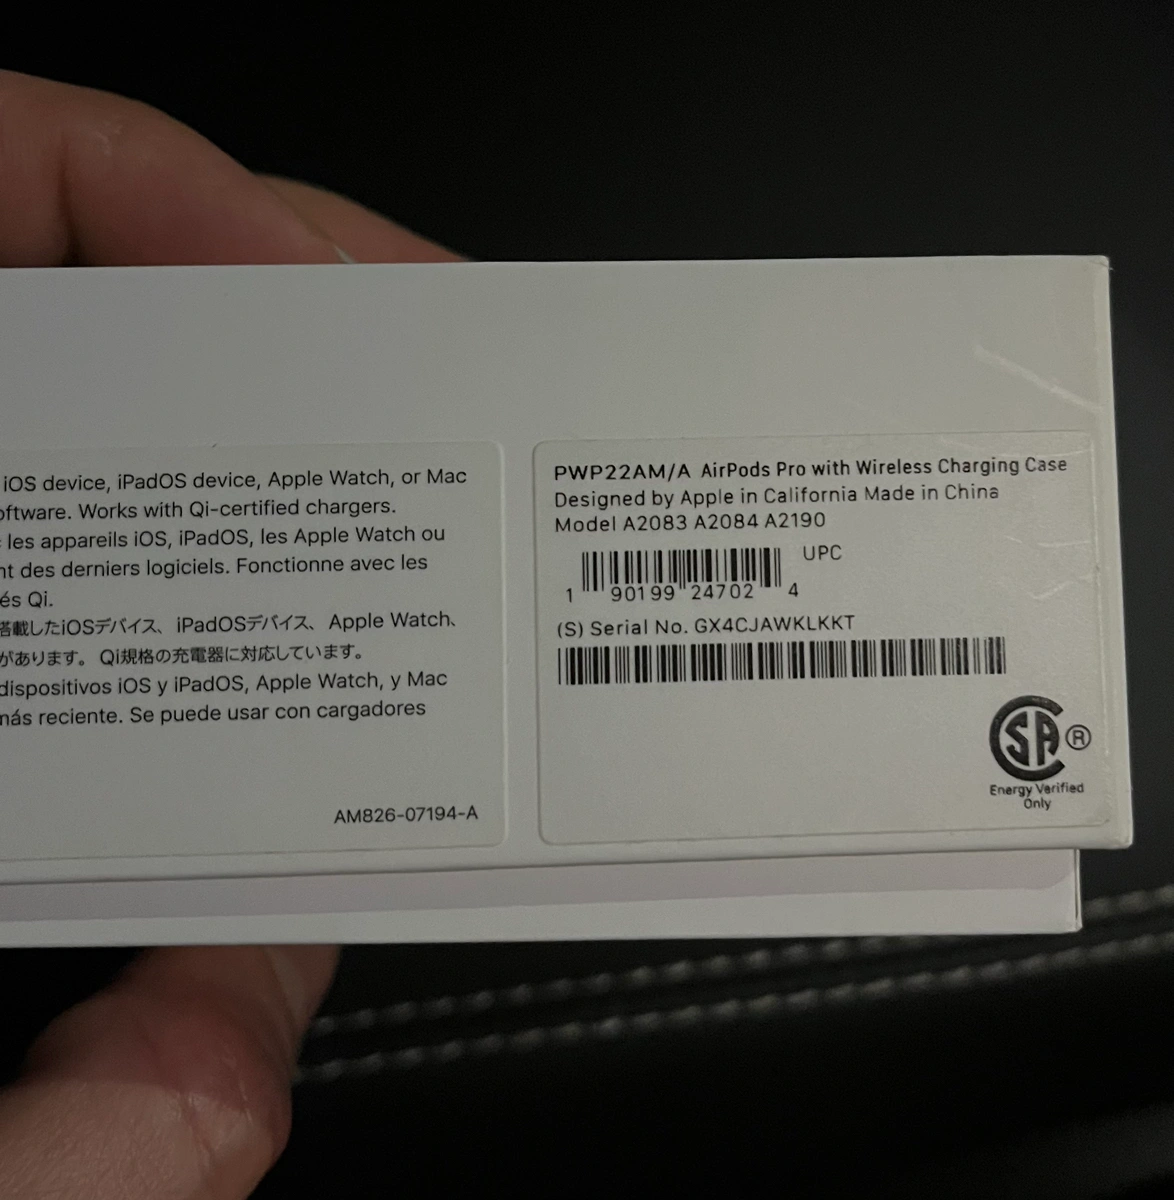 iOS device, iPadOS device, Apple Watch, or Mac
oftware. Works with Qi-certified chargers.
les appareils iOS, iPadOS, les Apple Watch ou
nt des derniers logiciels. Fonctionne avec les
és Qi.
搭載したiOSデバイス、iPadOSデバイス、Apple Watch、
があります。 Qi規格の充電器に対応しています。
dispositivos iOS y iPadOS, Apple Watch, y Mac
más reciente. Se puede usar con cargadores
AM826-07194-A
PWP22AM/A AirPods Pro with Wireless Charging Case
Designed by Apple in California Made in China
Model A2083 A2084 A2190
UPC
1 90199 24702 4
(S) Serial No. GX4CJAWKLKKT
SA ®
Energy Verified
Only